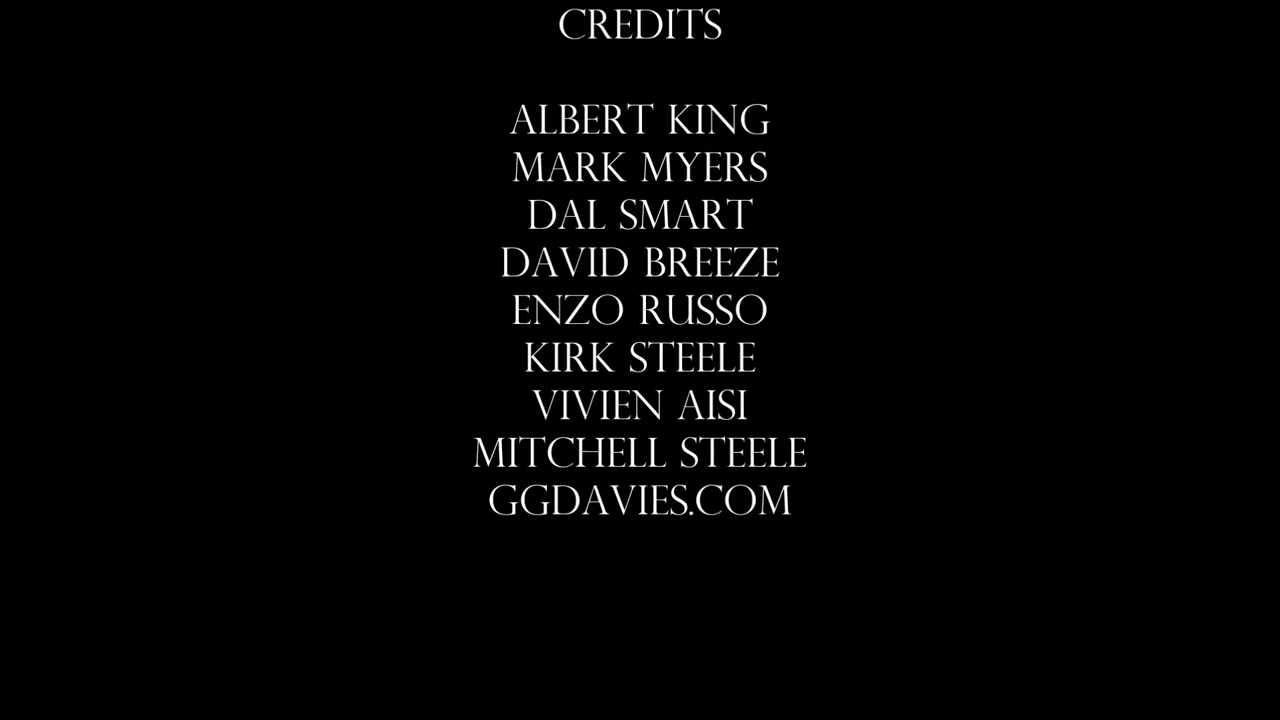 CREDITS
ALBERT KING
MARK MYERS
DAL SMART
DAVID BREEZE
ENZO RUSSO
KIRK STEELE
VIVIEN AISI
MITCHELL STEELE
GGDAVIES.COM